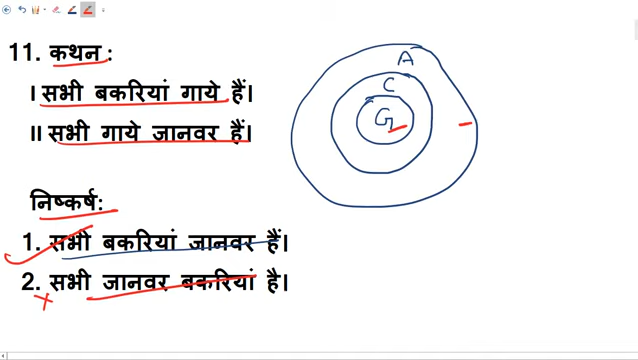 11. कथन :
I सभी बकरियां गाये हैं।
II सभी गाये जानवर हैं।
निष्कर्ष:
1. सभी बकरियां जानवर हैं।
2. सभी जानवर बकरियां है।
A
C
G